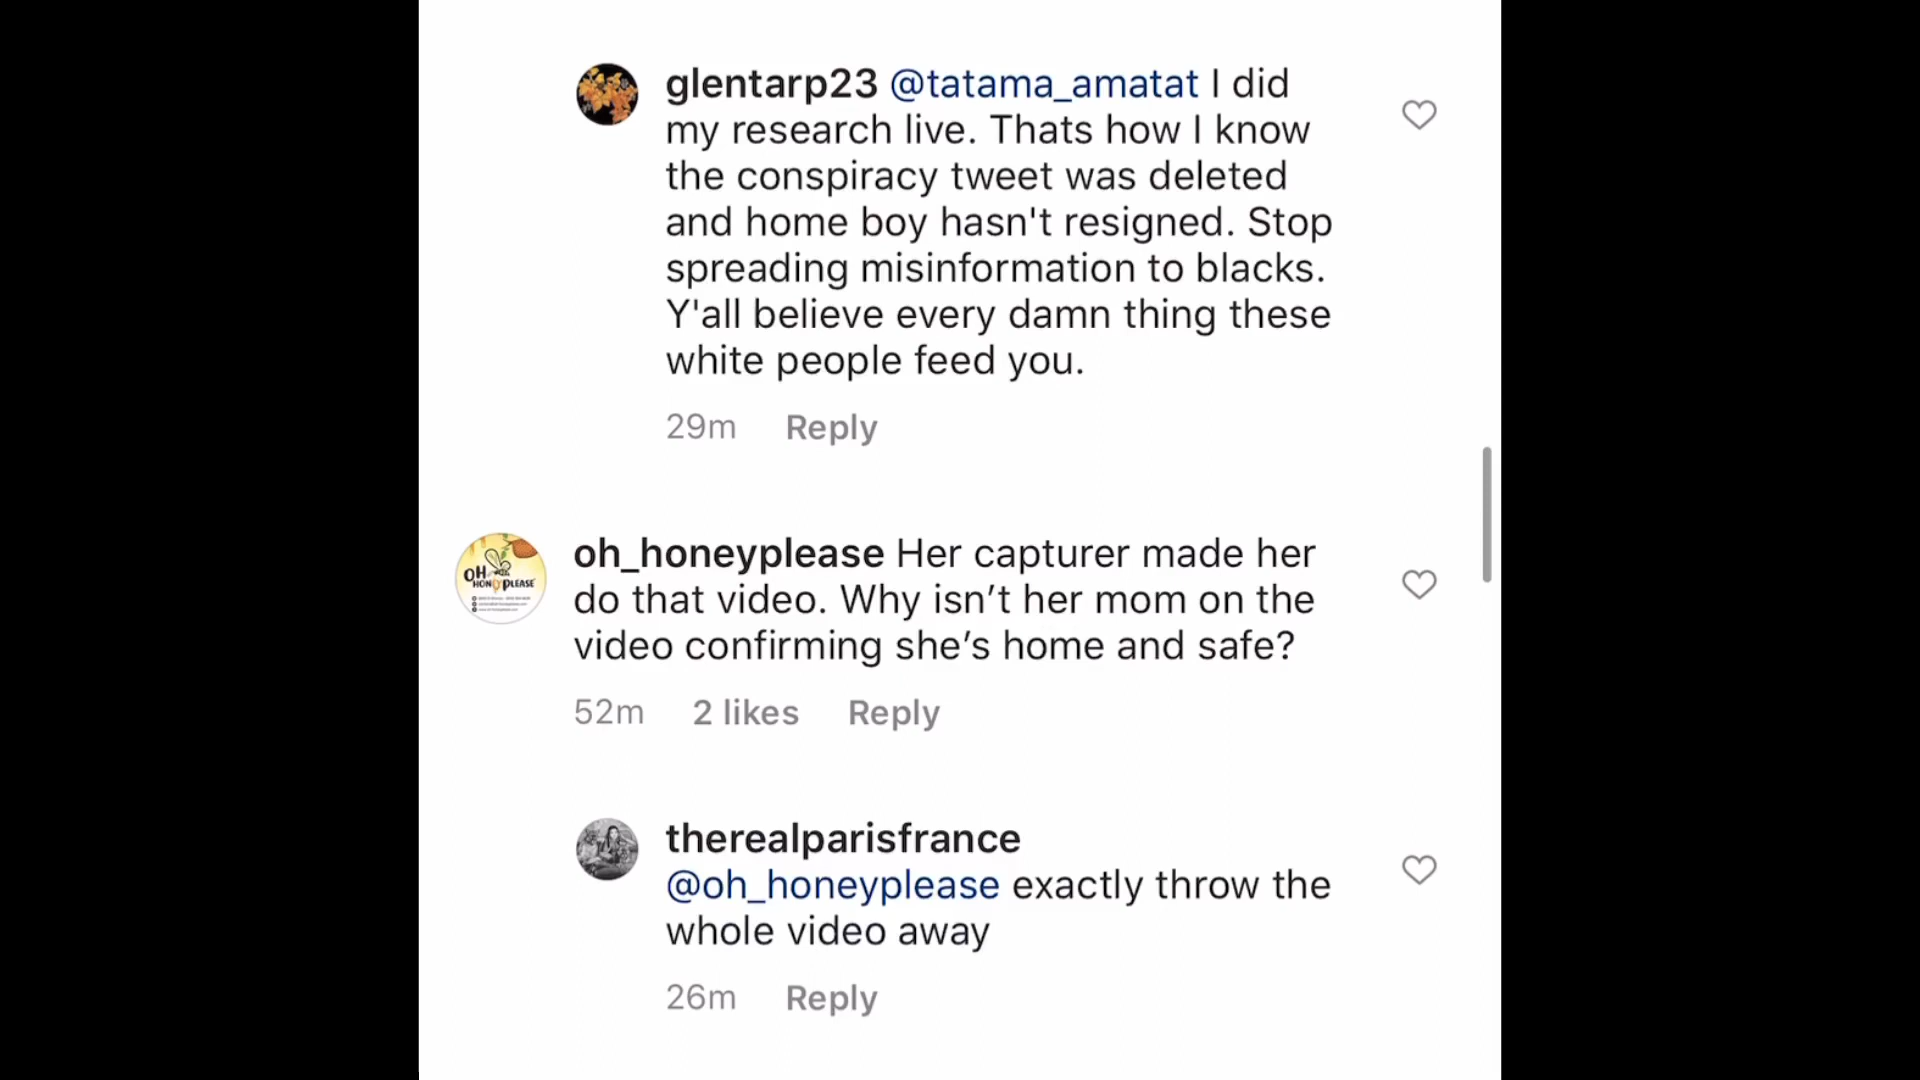 glentarp23 @tatama_amatat I did
my research live. Thats how I know
the conspiracy tweet was deleted
and home boy hasn't resigned. Stop
spreading misinformation to blacks.
Y'all believe every damn thing these
white people feed you.
29m Reply
OH
HONEY PLEASE
oh_honeyplease Her capturer made her
do that video. Why isn’t her mom on the
video confirming she’s home and safe?
52m 2 likes Reply
therealparisfrance
@oh_honeyplease exactly throw the
whole video away
26m Reply